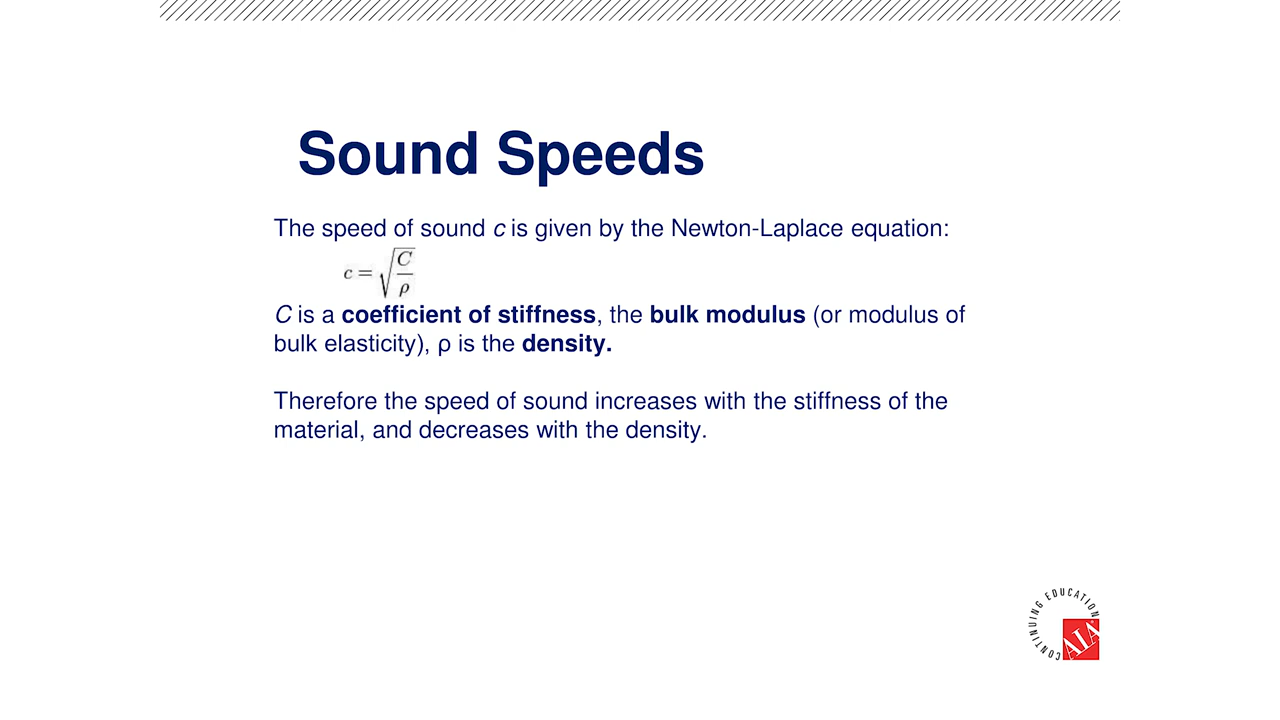 Sound Speeds
The speed of sound c is given by the Newton-Laplace equation:
c = √(C/ρ)
C is a coefficient of stiffness, the bulk modulus (or modulus of
bulk elasticity), ρ is the density.
Therefore the speed of sound increases with the stiffness of the
material, and decreases with the density.
CONTINUING EDUCATION
AIA